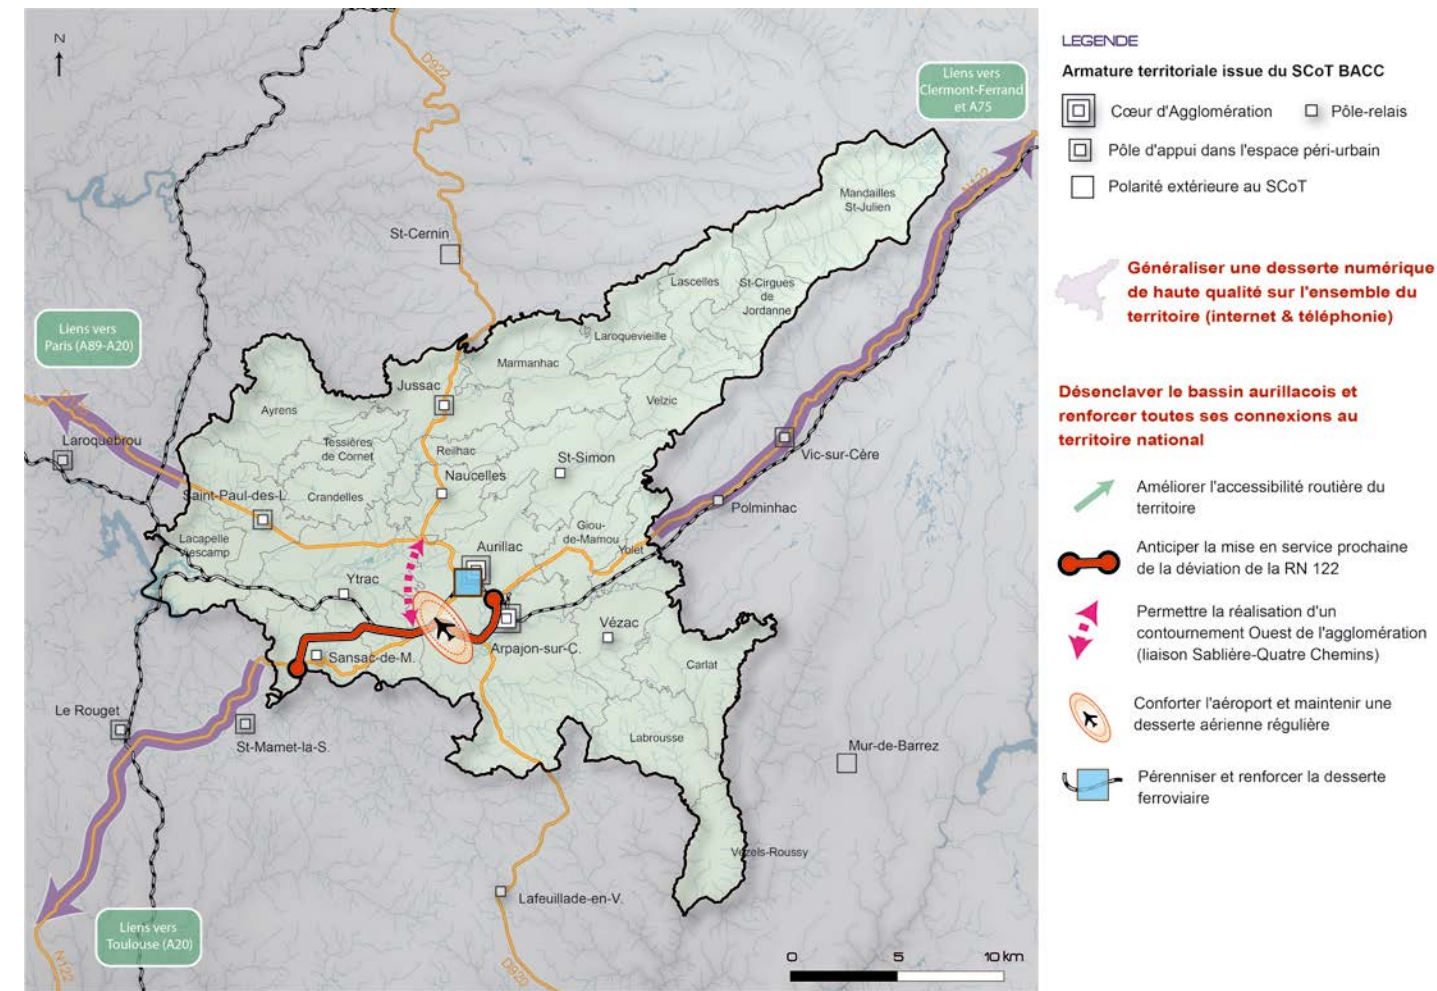 N
D922
Liens vers
Clermont-Ferrand
et A75
N122
Mandailles
St-Julien
St-Cernin
Lascelles
St-Cirgues
de
Jordanne
Liens vers
Paris (A89-A20)
Laroquevieille
Marmanhac
Jussac
Velzic
Ayrens
Laroquebrou
Tessières
de Cornet
Reilhac
St-Simon
Vic-sur-Cère
Naucelles
Saint-Paul-des-L.
Crandelles
Polminhac
Giou-
de-Mamou
Lacapelle
Viescamp
Aurillac
Yolet
Ytrac
Vézac
Arpajon-sur-C.
Sansac-de-M.
Carlat
Le Rouget
St-Mamet-la-S.
Labrousse
Mur-de-Barrez
Vezels-Roussy
Lafeuillade-en-V.
Liens vers
Toulouse (A20)
N122
D920
0 5 10 km
LEGENDE
Armature territoriale issue du SCoT BACC
Cœur d'Agglomération
Pôle-relais
Pôle d'appui dans l'espace péri-urbain
Polarité extérieure au SCoT
Généraliser une desserte numérique
de haute qualité sur l'ensemble du
territoire (internet & téléphonie)
Désenclaver le bassin aurillacois et
renforcer toutes ses connexions au
territoire national
Améliorer l'accessibilité routière du
territoire
Anticiper la mise en service prochaine
de la déviation de la RN 122
Permettre la réalisation d'un
contournement Ouest de l'agglomération
(liaison Sablière-Quatre Chemins)
Conforter l'aéroport et maintenir une
desserte aérienne régulière
Pérenniser et renforcer la desserte
ferroviaire